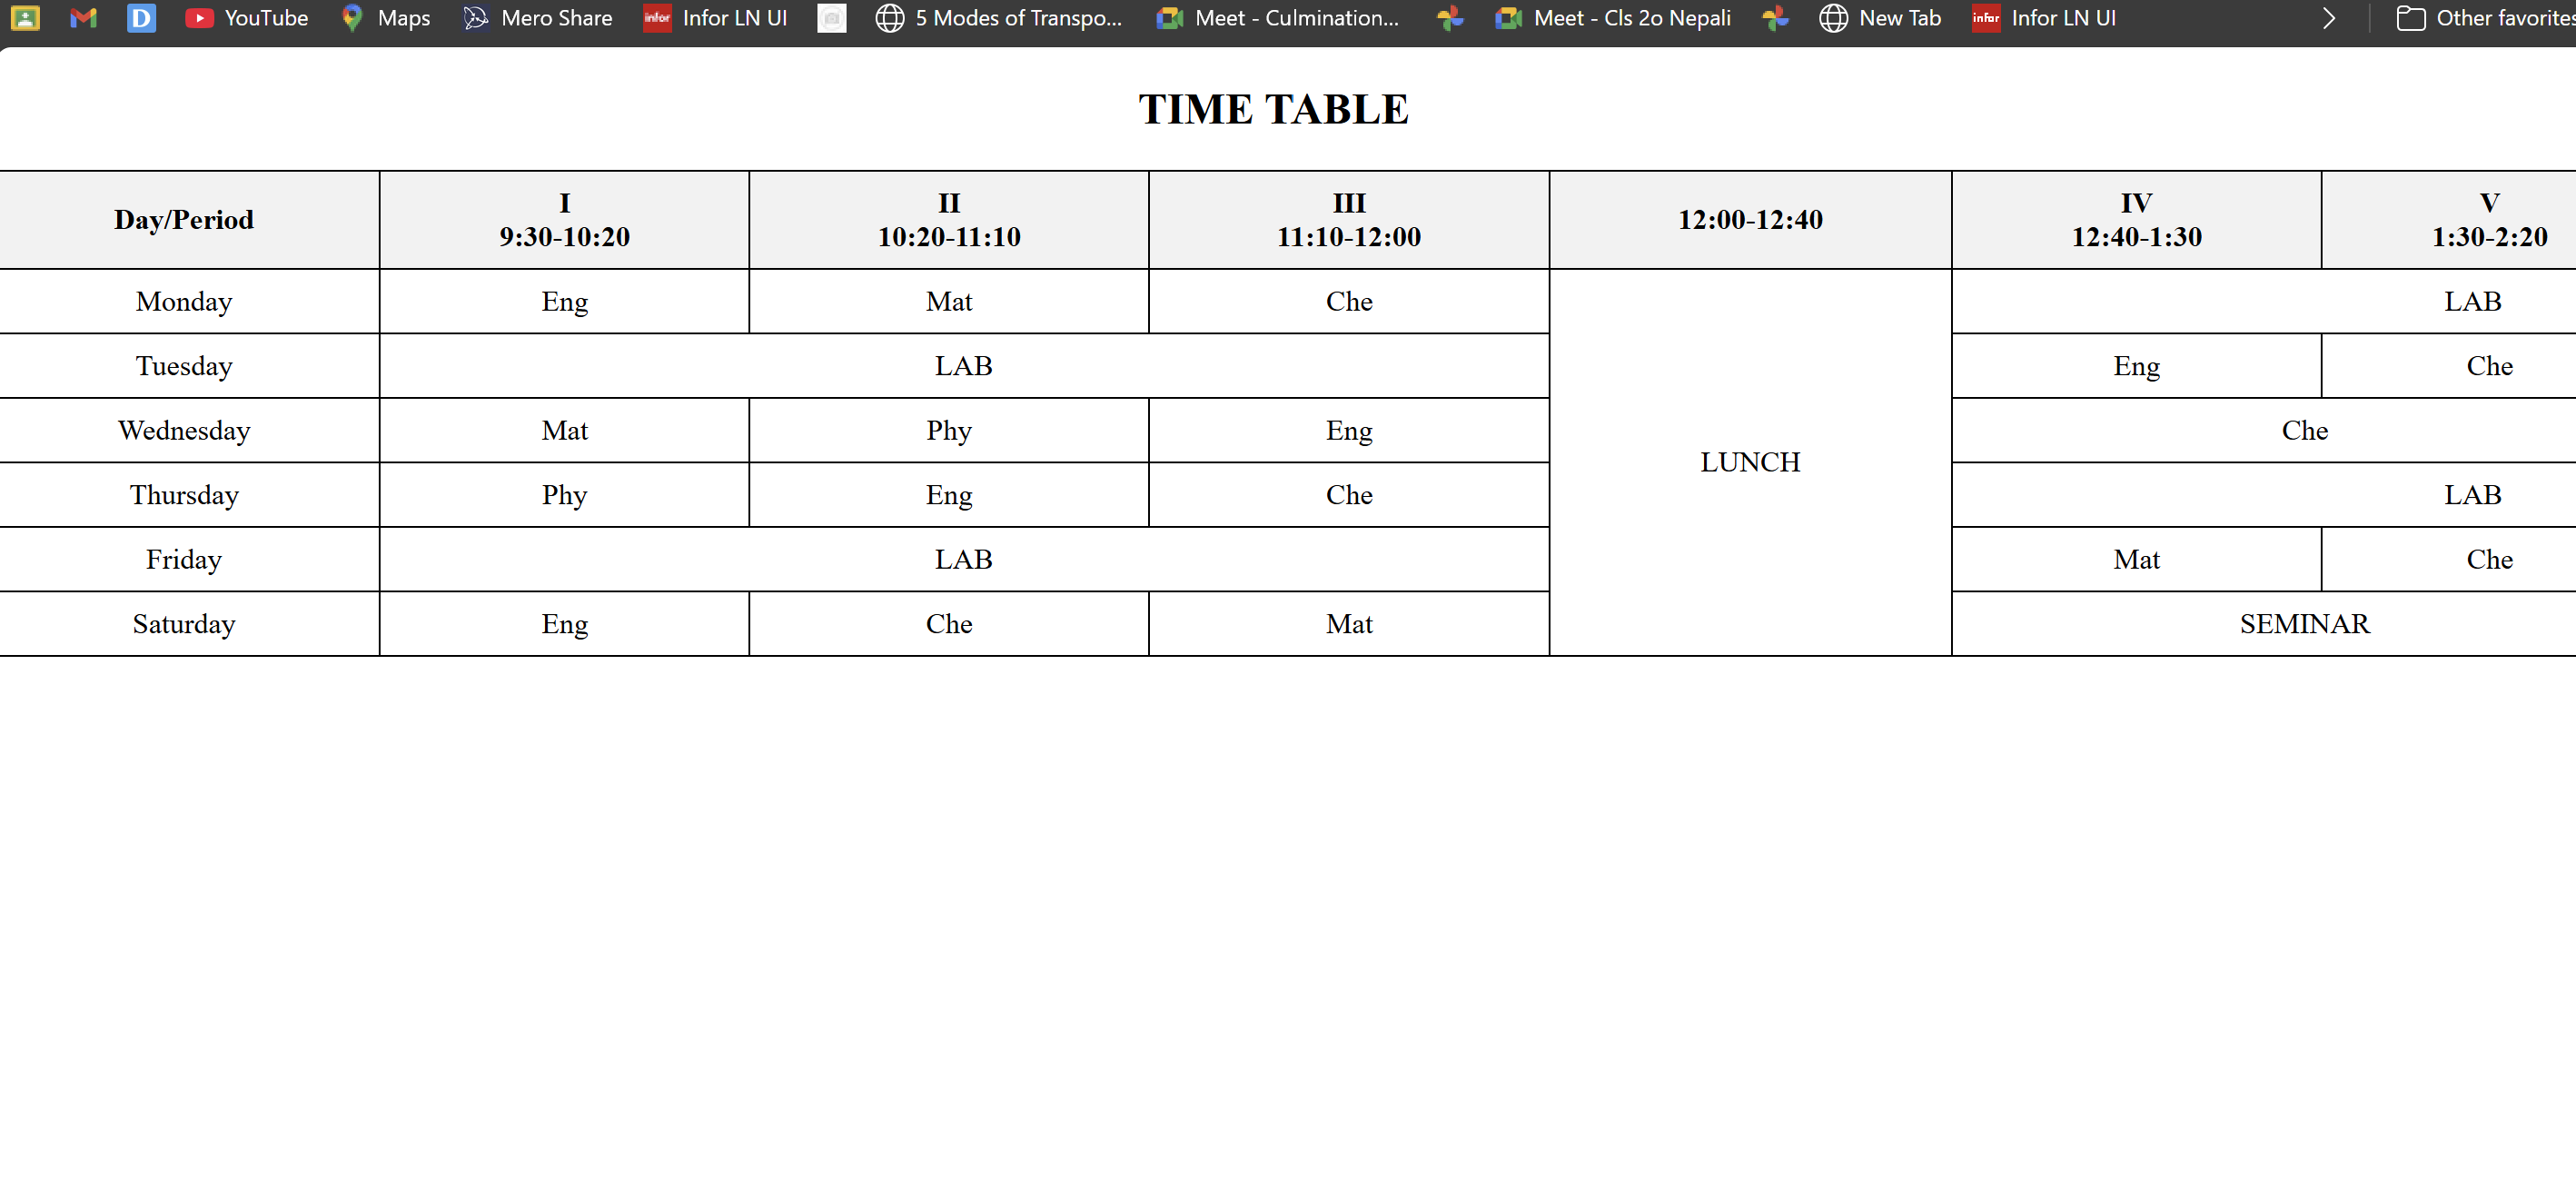 YouTube Maps Mero Share infor Infor LN UI 5 Modes of Transpo... Meet - Culmination... Meet - Cls 2o Nepali New Tab infor Infor LN UI Other favorites
D
TIME TABLE
Day/Period I 9:30-10:20 II 10:20-11:10 III 11:10-12:00 12:00-12:40 IV 12:40-1:30 V 1:30-2:20
Monday Eng Mat Che LAB
Tuesday LAB Eng Che
Wednesday Mat Phy Eng Che
LUNCH
Thursday Phy Eng Che LAB
Friday LAB Mat Che
Saturday Eng Che Mat SEMINAR